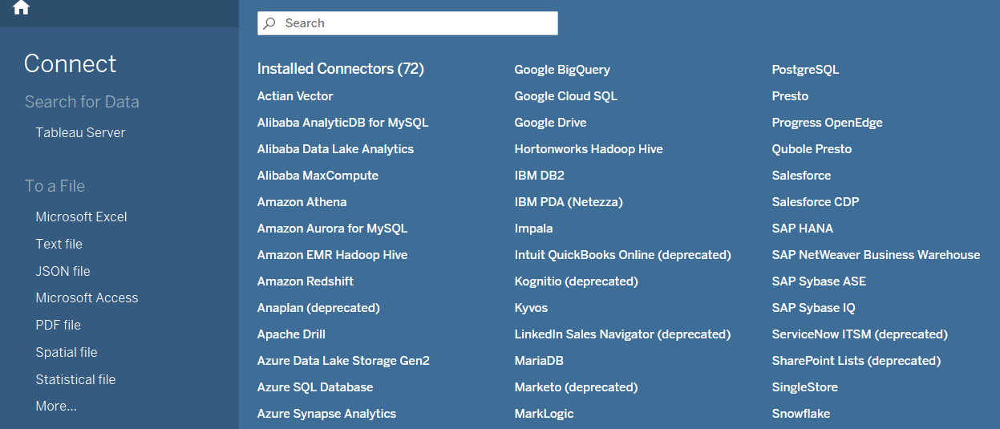 Connect
Search for Data
Tableau Server
To a File
Microsoft Excel
Text file
JSON file
Microsoft Access
PDF file
Spatial file
Statistical file
More...
Search
Installed Connectors (72)
Actian Vector
Alibaba AnalyticDB for MySQL
Alibaba Data Lake Analytics
Alibaba MaxCompute
Amazon Athena
Amazon Aurora for MySQL
Amazon EMR Hadoop Hive
Amazon Redshift
Anaplan (deprecated)
Apache Drill
Azure Data Lake Storage Gen2
Azure SQL Database
Azure Synapse Analytics
Google BigQuery
Google Cloud SQL
Google Drive
Hortonworks Hadoop Hive
IBM DB2
IBM PDA (Netezza)
Impala
Intuit QuickBooks Online (deprecated)
Kognitio (deprecated)
Kyvos
LinkedIn Sales Navigator (deprecated)
MariaDB
Marketo (deprecated)
MarkLogic
PostgreSQL
Presto
Progress OpenEdge
Qubole Presto
Salesforce
Salesforce CDP
SAP HANA
SAP NetWeaver Business Warehouse
SAP Sybase ASE
SAP Sybase IQ
ServiceNow ITSM (deprecated)
SharePoint Lists (deprecated)
SingleStore
Snowflake